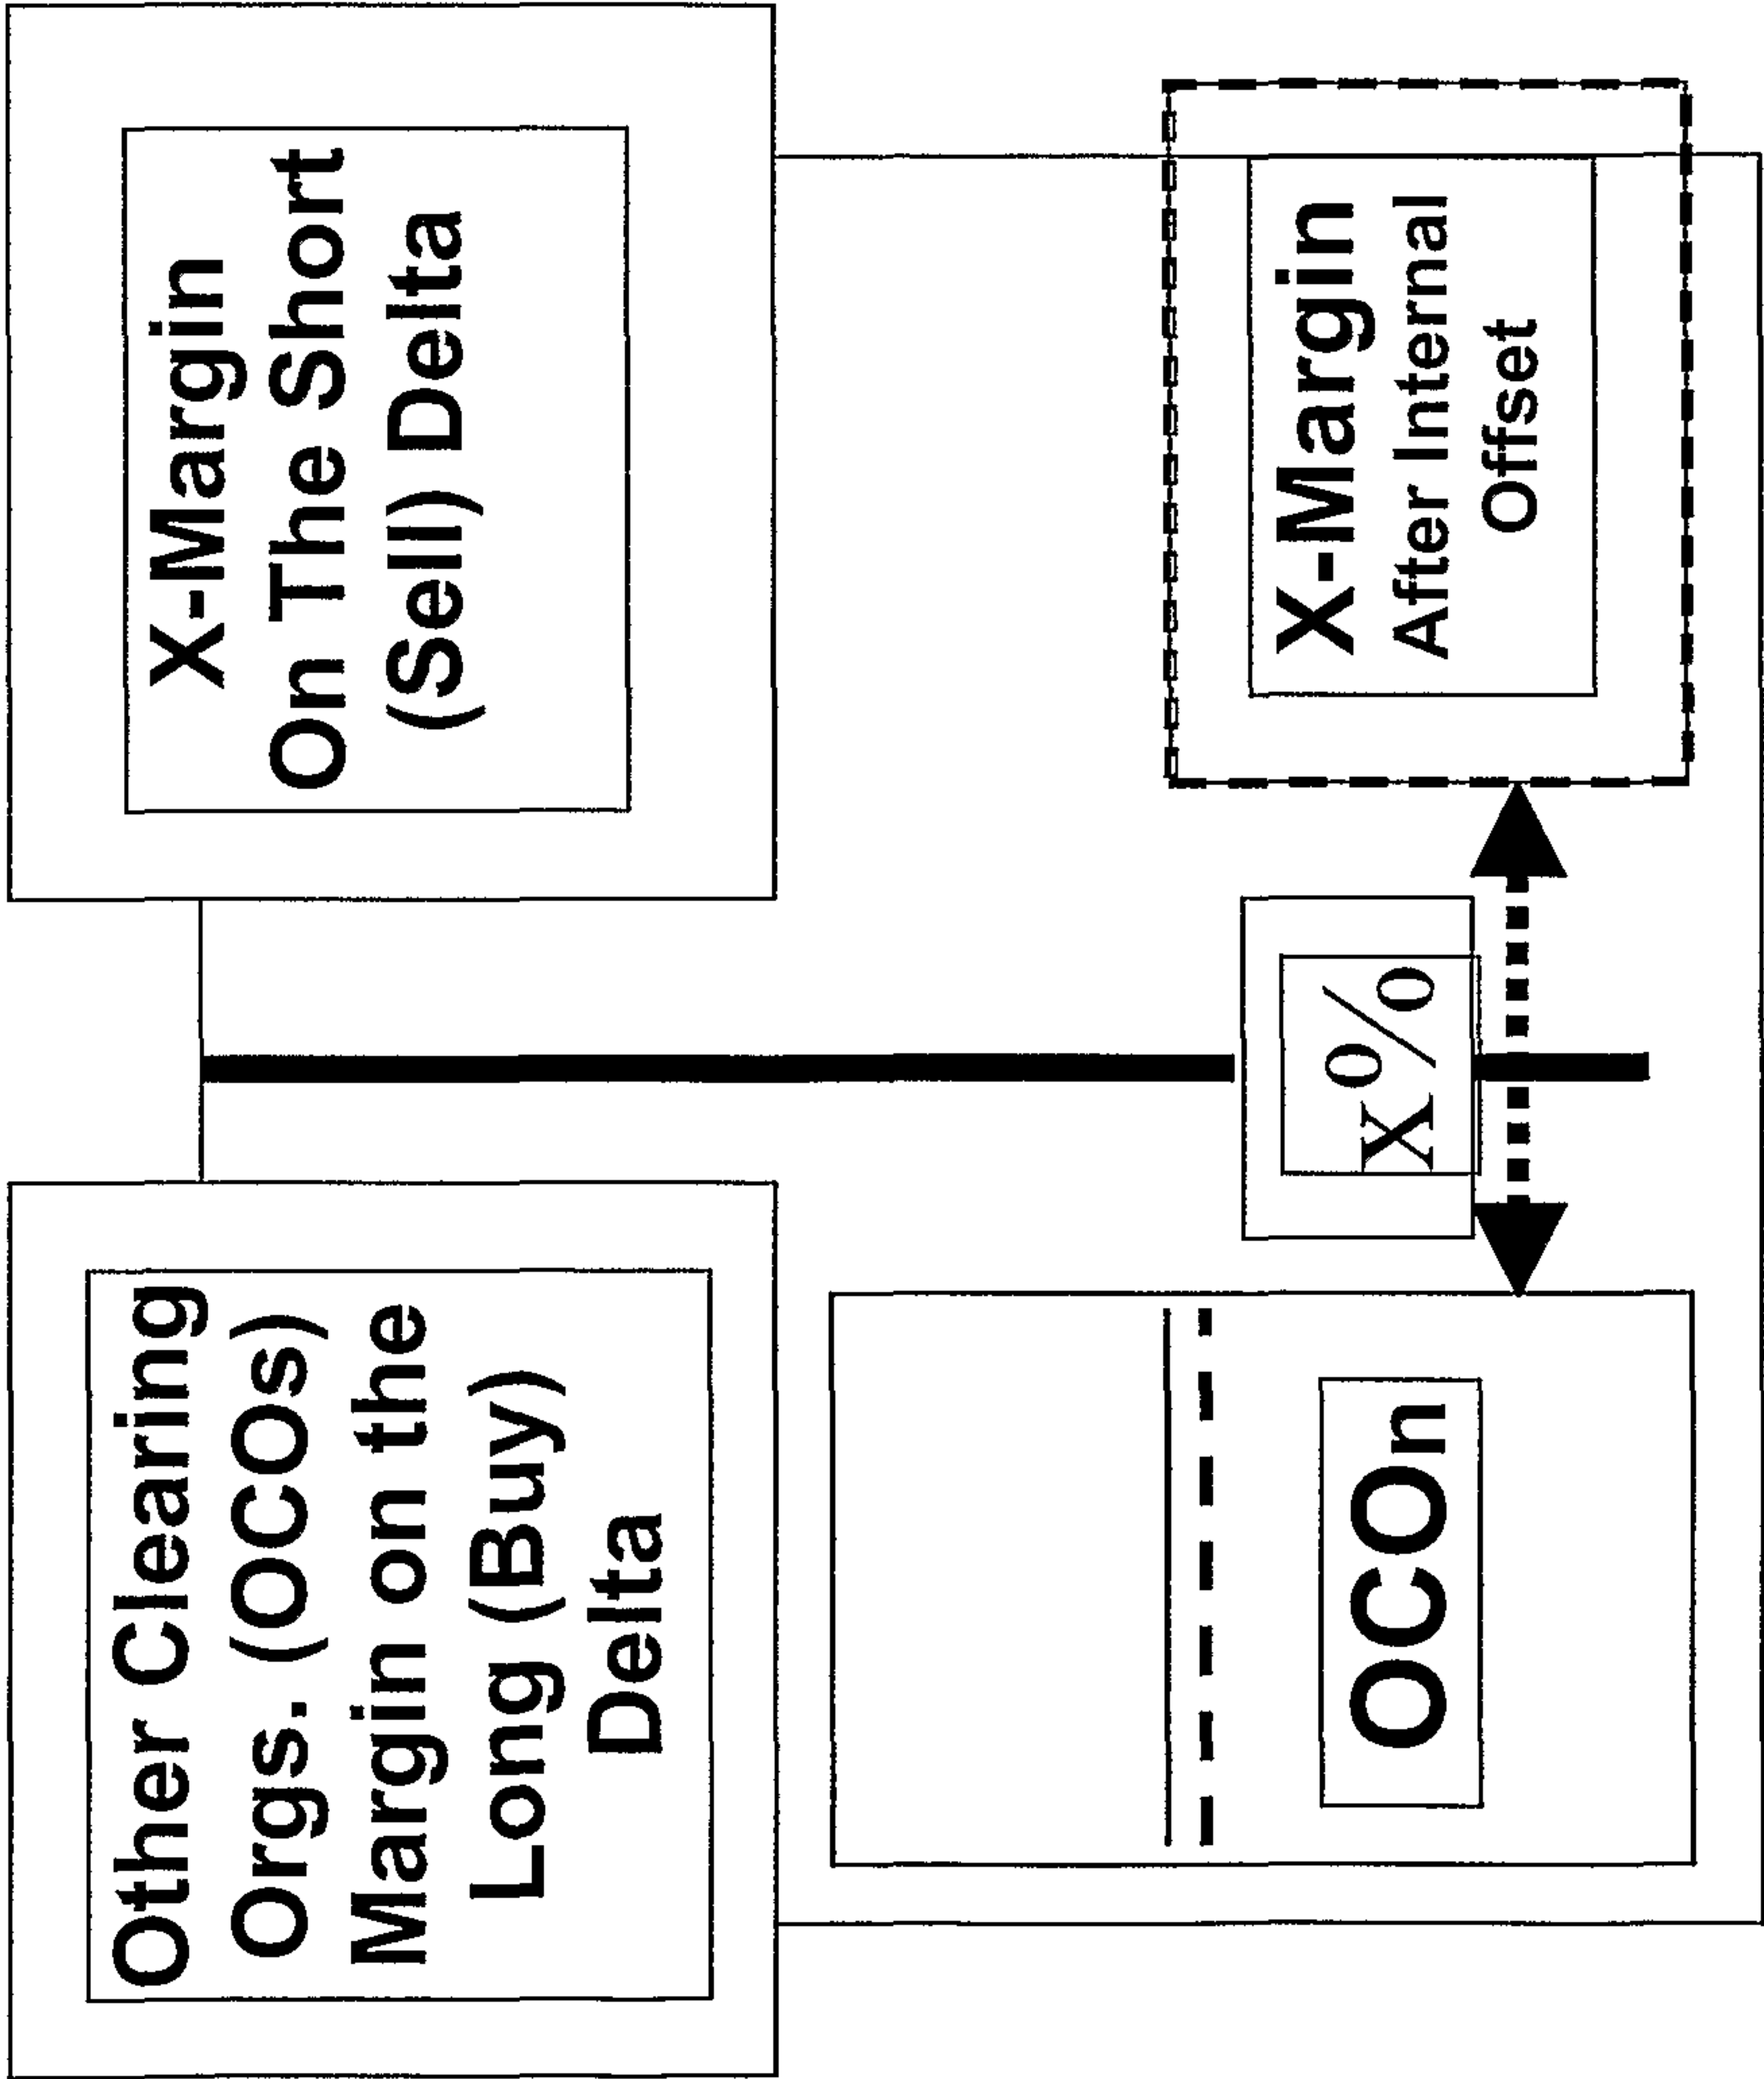 Other Clearing
Orgs. (OCOs)
Margin on the
Long (Buy)
Delta
X-Margin
On The Short
(Sell) Delta
OCOn
x%
X-Margin
After Internal
Offset